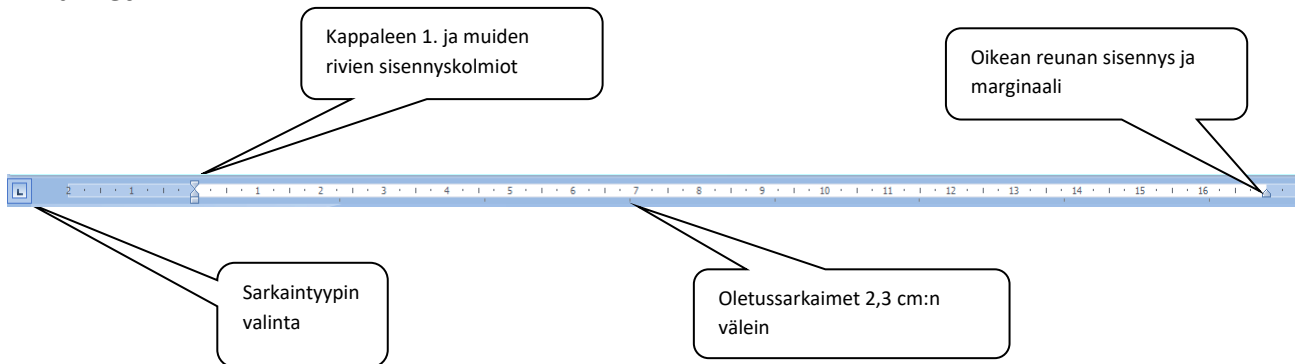 Kappaleen 1. ja muiden
rivien sisennyskolmiot
Oikean reunan sisennys ja
marginaali
2 1 1 2 3 4 5 6 7 8 9 10 11 12 13 14 15 16
Sarkaintyypin
valinta
Oletussarkaimet 2,3 cm:n
välein